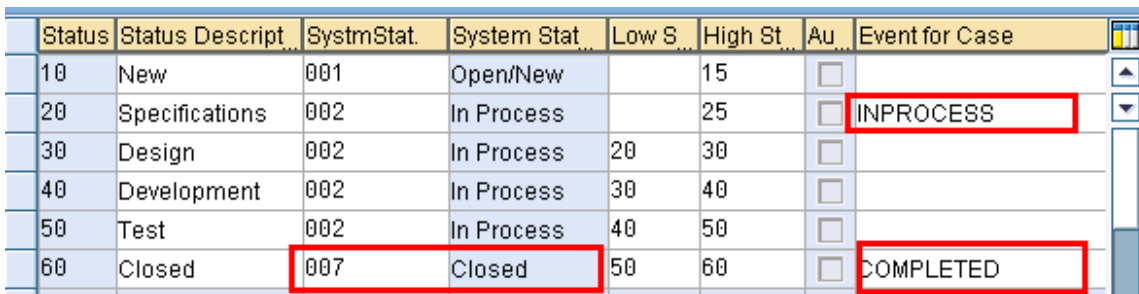 Status Status Descript... SystmStat. System Stat... Low S... High St... Au... Event for Case
10 New 001 Open/New 15
20 Specifications 002 In Process 25 INPROCESS
30 Design 002 In Process 20 30
40 Development 002 In Process 30 40
50 Test 002 In Process 40 50
60 Closed 007 Closed 50 60 COMPLETED